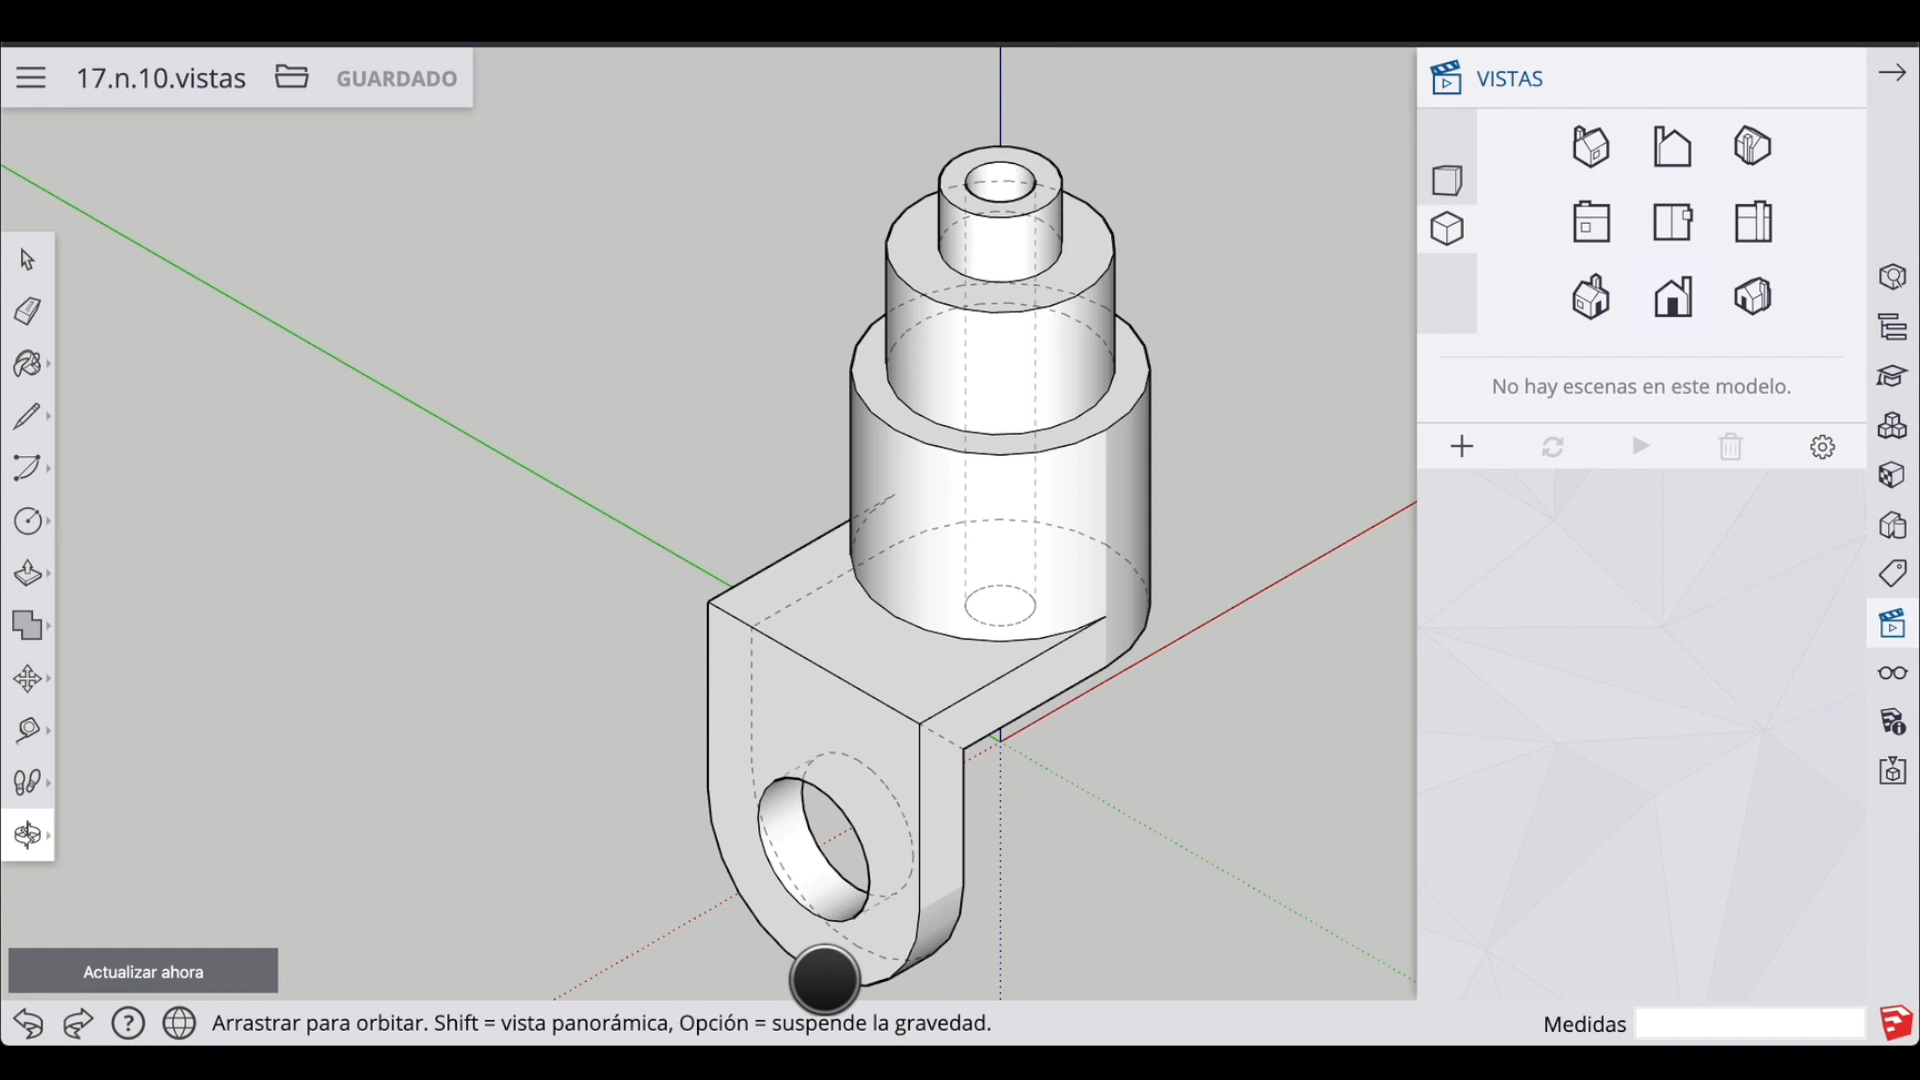 17.n.10.vistas
GUARDADO
VISTAS
No hay escenas en este modelo.
Actualizar ahora
Arrastrar para orbitar. Shift = vista panorámica, Opción = suspende la gravedad.
Medidas